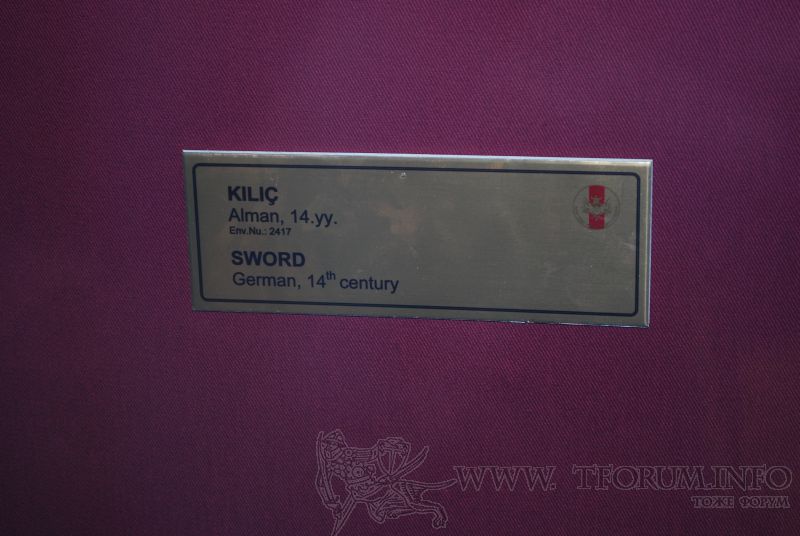 KILIÇ
Alman, 14.yy.
Env.Nu.: 2417
SWORD
German, 14th century
WWW. TFORUM.INFO
ТОЖЕ ФОРУМ